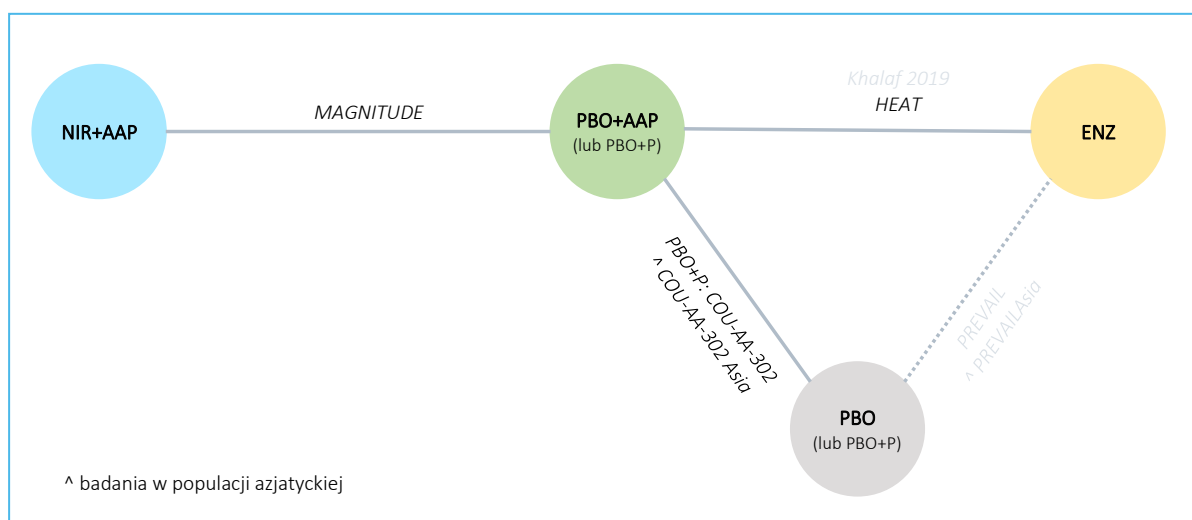 NIR+AAP
MAGNITUDE
PBO+AAP
(lub PBO+P)
Khalaf 2019
HEAT
ENZ
PBO+P: COU-AA-302
^ COU-AA-302 Asia
PREVAIL
^ PREVAILAsia
PBO
(lub PBO+P)
^ badania w populacji azjatyckiej